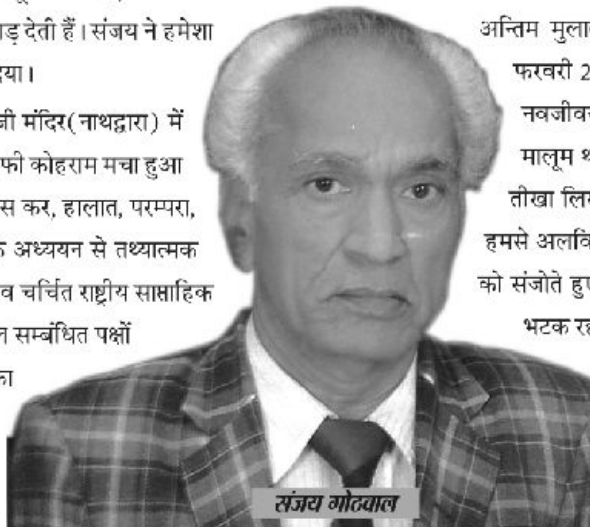 ाड़ देती हैं। संजय ने हमेशा
दिया।
जी मंदिर( नाथद्वारा ) में
फी कोहराम मचा हुआ
स कर, हालात, परम्परा,
क अध्ययन से तथ्यात्मक
व चर्चित राष्ट्रीय साप्ताहिक
न सम्बंधित पक्षों
का
अन्तिम मुला
फरवरी 2
नवजीव
मालूम थ
तीखा लि
हमसे अलवि
को संजोते हुए
भटक रह
संजय गोठवाल